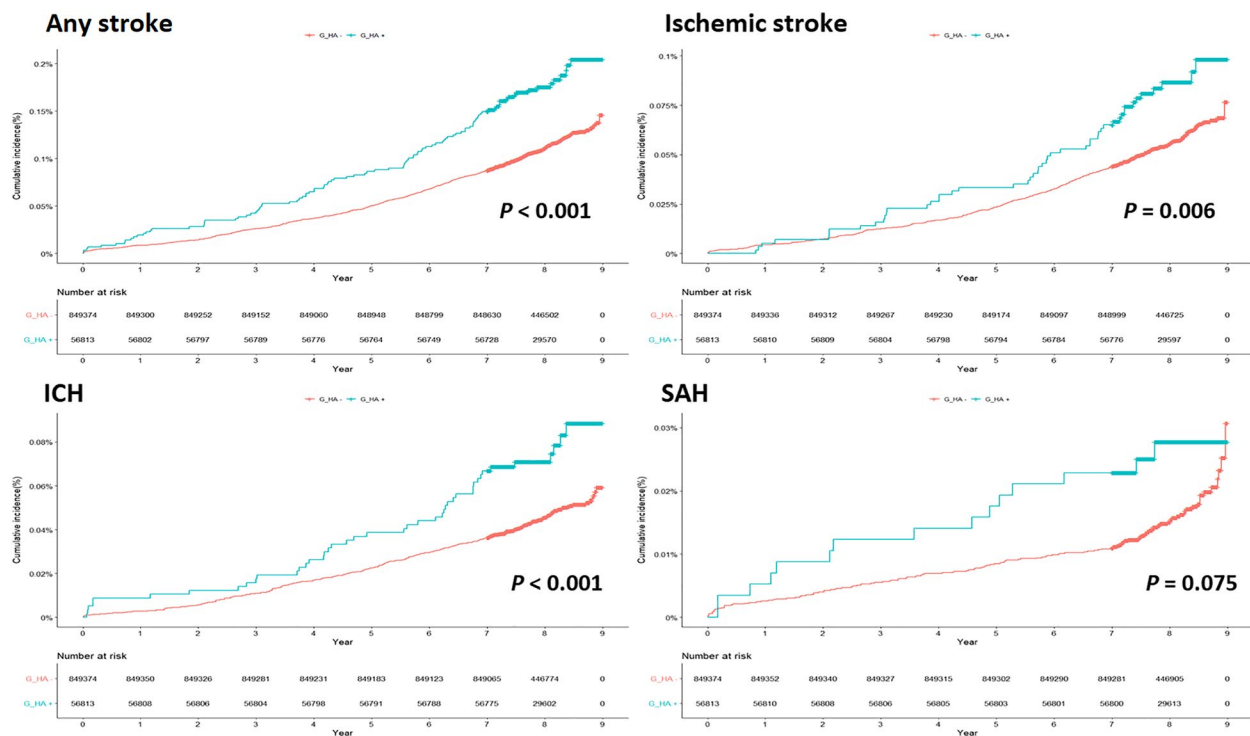 Any stroke
G_HA - G_HA +
Cumulative incidence(%)
0.2%
0.15%
0.1%
0.05%
0%
P < 0.001
0 1 2 3 4 5 6 7 8 9
Year
Number at risk
G_HA - 849374 849300 849252 849152 849060 848948 848799 848630 446502 0
G_HA + 56813 56802 56797 56789 56776 56764 56749 56728 29570 0
0 1 2 3 4 5 6 7 8 9
Year
Ischemic stroke
G_HA - G_HA +
Cumulative incidence(%)
0.1%
0.075%
0.05%
0.025%
0%
P = 0.006
0 1 2 3 4 5 6 7 8 9
Year
Number at risk
G_HA - 849374 849336 849312 849267 849230 849174 849097 848999 446725 0
G_HA + 56813 56810 56809 56804 56798 56794 56784 56776 29597 0
0 1 2 3 4 5 6 7 8 9
Year
ICH
G_HA - G_HA +
Cumulative incidence(%)
0.08%
0.06%
0.04%
0.02%
0%
P < 0.001
0 1 2 3 4 5 6 7 8 9
Year
Number at risk
G_HA - 849374 849350 849326 849281 849231 849183 849123 849065 446774 0
G_HA + 56813 56808 56806 56804 56798 56791 56788 56775 29602 0
0 1 2 3 4 5 6 7 8 9
Year
SAH
G_HA - G_HA +
Cumulative incidence(%)
0.03%
0.02%
0.01%
0%
P = 0.075
0 1 2 3 4 5 6 7 8 9
Year
Number at risk
G_HA - 849374 849352 849340 849327 849315 849302 849290 849281 446905 0
G_HA + 56813 56810 56808 56806 56805 56803 56801 56800 29613 0
0 1 2 3 4 5 6 7 8 9
Year